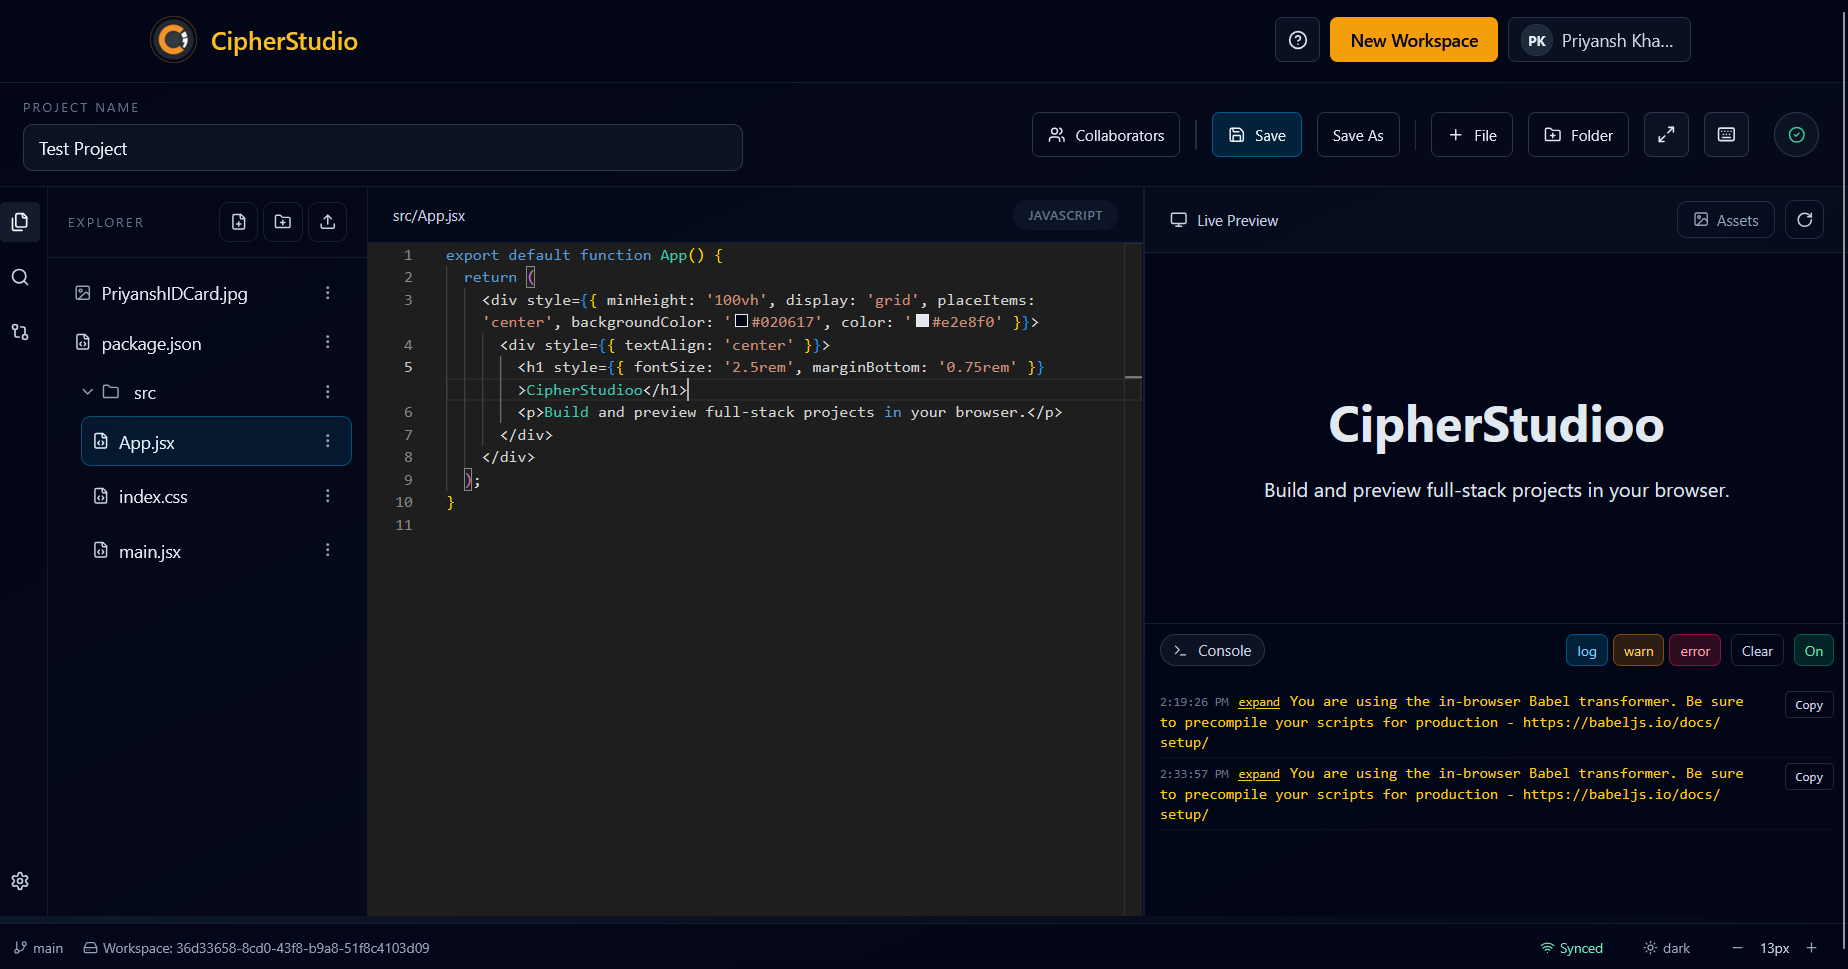 CipherStudio
New Workspace
PK
Priyansh Kha...
PROJECT NAME
Test Project
Collaborators
Save
Save As
File
Folder
EXPLORER
PriyanshIDCard.jpg
package.json
src
App.jsx
index.css
main.jsx
src/App.jsx
JAVASCRIPT
1 export default function App() {
2 return (
3 <div style={{ minHeight: '100vh', display: 'grid', placeItems:
'center', backgroundColor: '#020617', color: '#e2e8f0' }}>
4 <div style={{ textAlign: 'center' }}>
5 <h1 style={{ fontSize: '2.5rem', marginBottom: '0.75rem' }}
>CipherStudioo</h1>
6 <p>Build and preview full-stack projects in your browser.</p>
7 </div>
8 </div>
9 );
10 }
11
Live Preview
Assets
CipherStudioo
Build and preview full-stack projects in your browser.
Console
log
warn
error
Clear
On
2:19:26 PM expand You are using the in-browser Babel transformer. Be sure
to precompile your scripts for production - https://babeljs.io/docs/
setup/
Copy
2:33:57 PM expand You are using the in-browser Babel transformer. Be sure
to precompile your scripts for production - https://babeljs.io/docs/
setup/
Copy
main
Workspace: 36d33658-8cd0-43f8-b9a8-51f8c4103d09
Synced
dark
13px